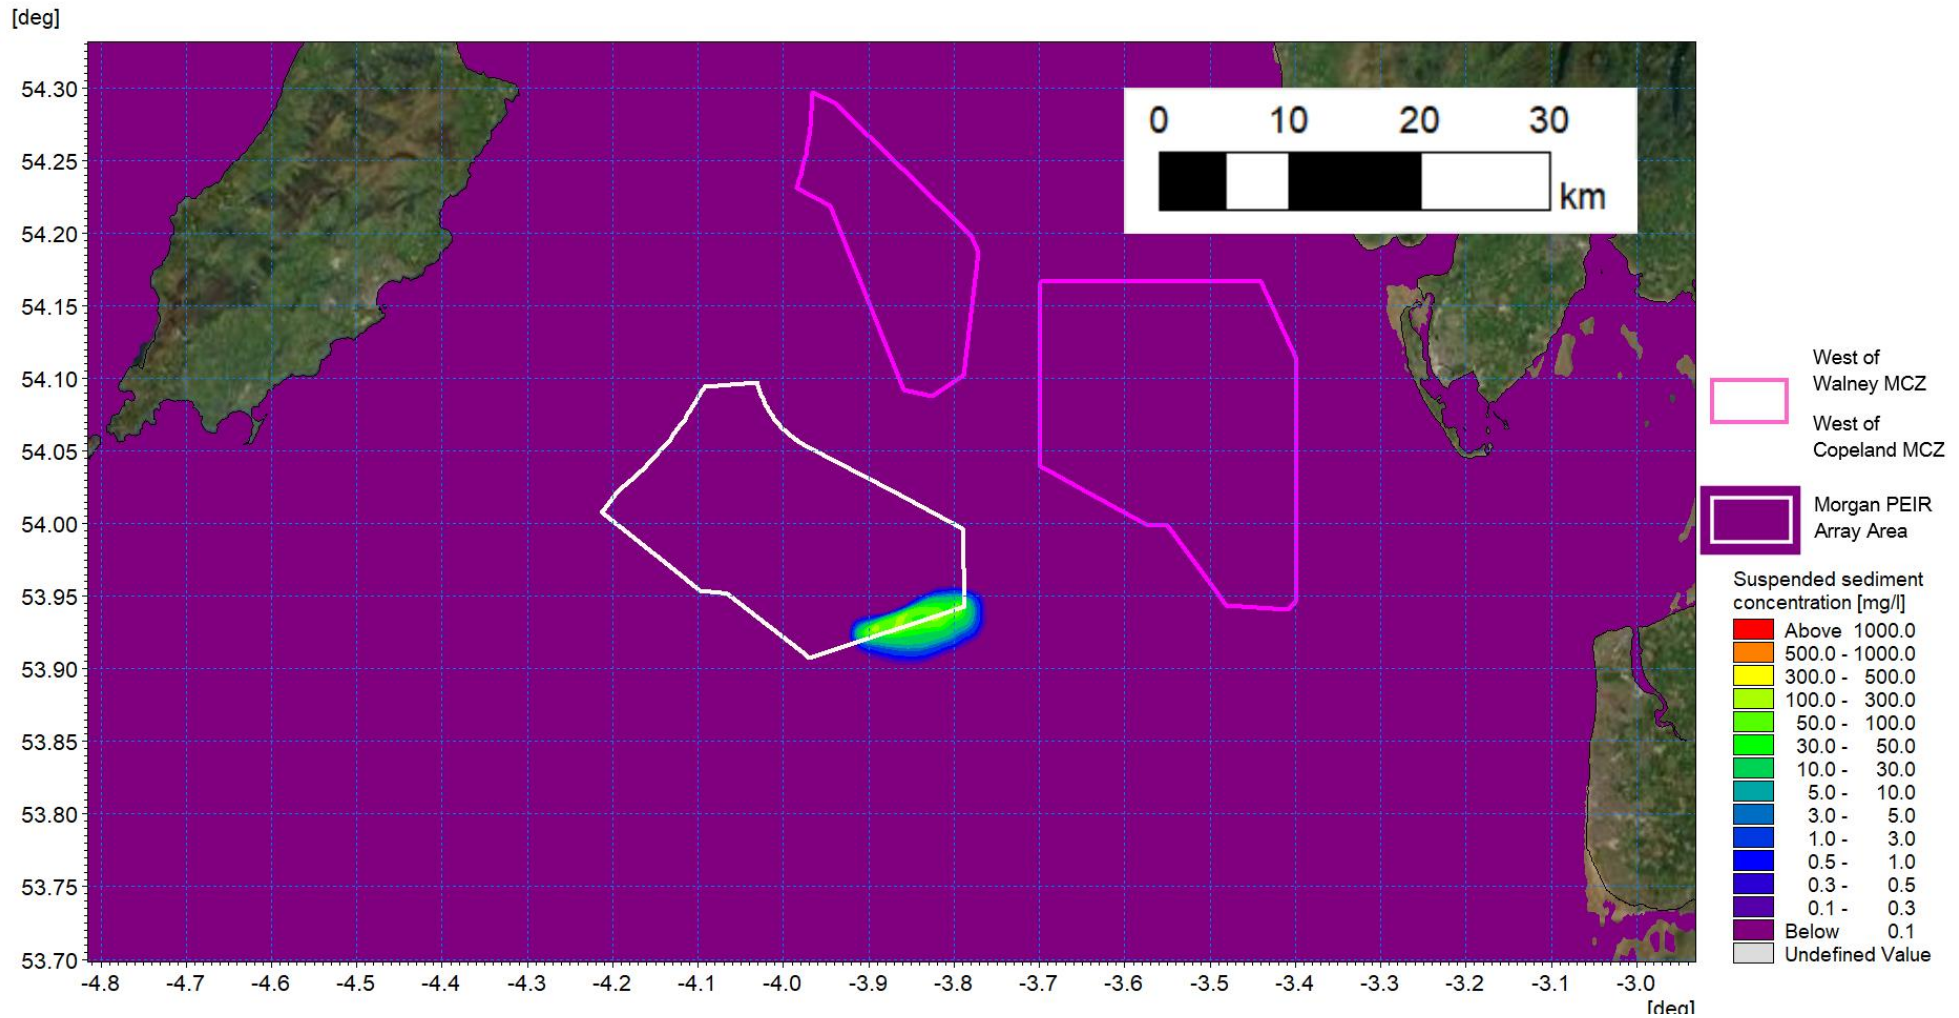 [deg]
54.30
54.25
54.20
54.15
54.10
54.05
54.00
53.95
53.90
53.85
53.80
53.75
53.70
-4.8 -4.7 -4.6 -4.5 -4.4 -4.3 -4.2 -4.1 -4.0 -3.9 -3.8 -3.7 -3.6 -3.5 -3.4 -3.3 -3.2 -3.1 -3.0
[deg]
0 10 20 30
km
West of
Walney MCZ
West of
Copeland MCZ
Morgan PEIR
Array Area
Suspended sediment
concentration [mg/l]
Above 1000.0
500.0 - 1000.0
300.0 - 500.0
100.0 - 300.0
50.0 - 100.0
30.0 - 50.0
10.0 - 30.0
5.0 - 10.0
3.0 - 5.0
1.0 - 3.0
0.5 - 1.0
0.3 - 0.5
0.1 - 0.3
Below 0.1
Undefined Value